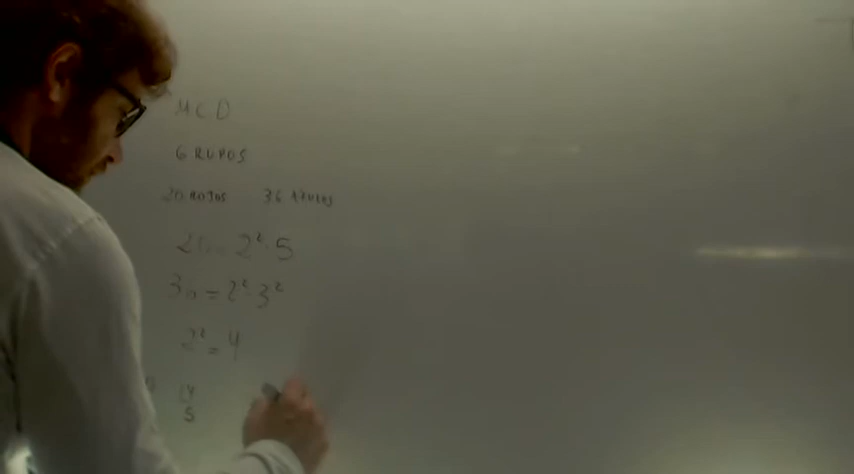 MCD
GRUPOS
20 ROJOS 36 AZULES
20 = 2² · 5
36 = 2² · 3²
2² = 4
5